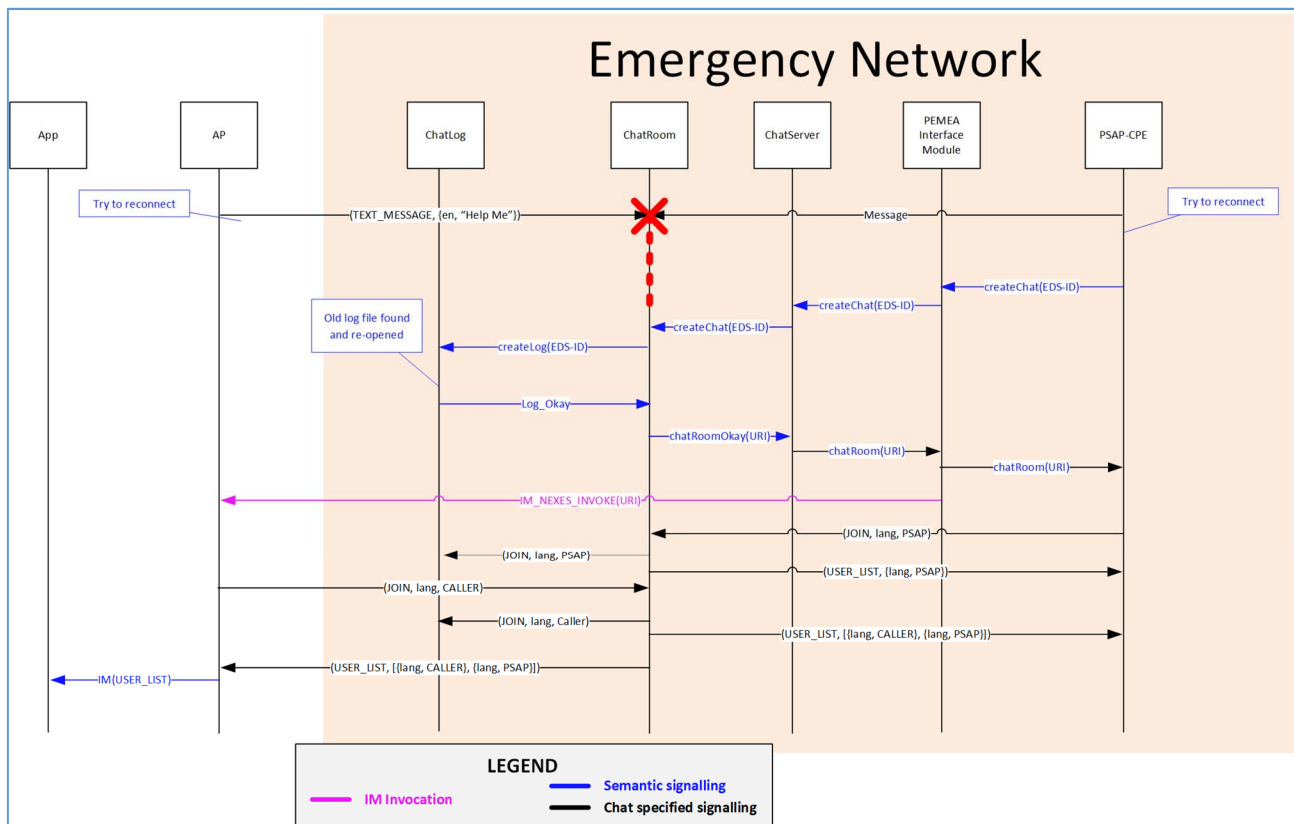 Emergency Network
App
AP
ChatLog
ChatRoom
ChatServer
PEMEA
Interface
Module
PSAP-CPE
Try to reconnect
(TEXT_MESSAGE, {en, “Help Me”})
Message
Try to reconnect
createChat(EDS-ID)
createChat(EDS-ID)
Old log file found
and re-opened
createChat(EDS-ID)
createLog(EDS-ID)
Log_Okay
chatRoomOkay(URI)
chatRoom(URI)
chatRoom(URI)
IM_NEXES_INVOKE(URI)
(JOIN, lang, PSAP)
(JOIN, lang, PSAP)
(USER_LIST, {lang, PSAP})
(JOIN, lang, CALLER)
(JOIN, lang, Caller)
(USER_LIST, [{lang, CALLER}, {lang, PSAP}])
(USER_LIST, [{lang, CALLER}, {lang, PSAP}])
IM(USER_LIST)
LEGEND
IM Invocation
Semantic signalling
Chat specified signalling